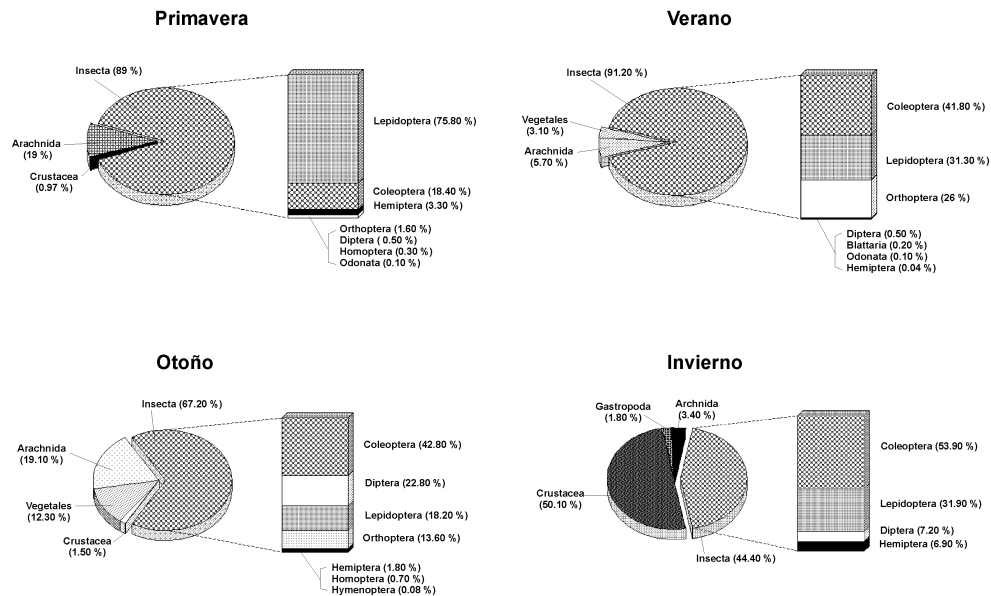 Primavera
Insecta (89 %)
Arachnida
(19 %)
Crustacea
(0.97 %)
Lepidoptera (75.80 %)
Coleoptera (18.40 %)
Hemiptera (3.30 %)
Orthoptera (1.60 %)
Diptera ( 0.50 %)
Homoptera (0.30 %)
Odonata (0.10 %)
Verano
Insecta (91.20 %)
Vegetales
(3.10 %)
Arachnida
(5.70 %)
Coleoptera (41.80 %)
Lepidoptera (31.30 %)
Orthoptera (26 %)
Diptera (0.50 %)
Blattaria (0.20 %)
Odonata (0.10 %)
Hemiptera (0.04 %)
Otoño
Insecta (67.20 %)
Arachnida
(19.10 %)
Vegetales
(12.30 %)
Crustacea
(1.50 %)
Coleoptera (42.80 %)
Diptera (22.80 %)
Lepidoptera (18.20 %)
Orthoptera (13.60 %)
Hemiptera (1.80 %)
Homoptera (0.70 %)
Hymenoptera (0.08 %)
Invierno
Gastropoda
(1.80 %)
Archnida
(3.40 %)
Crustacea
(50.10 %)
Insecta (44.40 %)
Coleoptera (53.90 %)
Lepidoptera (31.90 %)
Diptera (7.20 %)
Hemiptera (6.90 %)